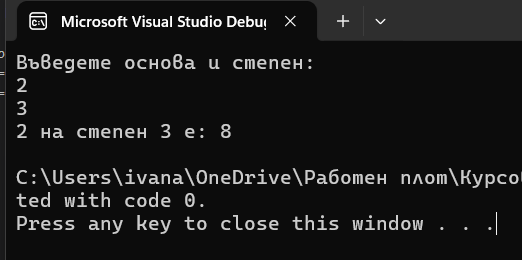 Microsoft Visual Studio Debug
Въведете основа и степен:
2
3
2 на степен 3 е: 8
C:\Users\ivana\OneDrive\Работен плот\Курсо
ted with code 0.
Press any key to close this window . . .